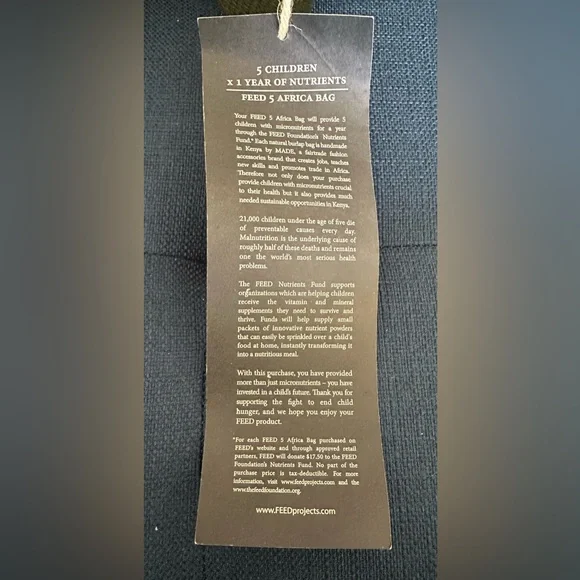 5 CHILDREN
x 1 YEAR OF NUTRIENTS
FEED 5 AFRICA BAG
Your FEED 5 Africa Bag will provide 5
children with micronutrients for a year
through the FEED Foundation's Nutrients
Fund.* Each natural burlap bag is handmade
in Kenya by MADE, a fairtrade fashion
accessories brand that creates jobs, teaches
new skills and promotes trade in Africa.
Therefore not only does your purchase
provide children with micronutrients crucial
to their health but it also provides much
needed sustainable opportunities in Kenya.
21,000 children under the age of five die
of preventable causes every day.
Malnutrition is the underlying cause of
roughly half of these deaths and remains
one the world's most serious health
problems.
The FEED Nutrients Fund supports
organizations which are helping children
receive the vitamin and mineral
supplements they need to survive and
thrive. Funds will help supply small
packets of innovative nutrient powders
that can easily be sprinkled over a child's
food at home, instantly transforming it
into a nutritious meal.
With this purchase, you have provided
more than just micronutrients – you have
invested in a child's future. Thank you for
supporting the fight to end child
hunger, and we hope you enjoy your
FEED product.
*For each FEED 5 Africa Bag purchased on
FEED's website and through approved retail
partners, FEED will donate $17.50 to the FEED
Foundation's Nutrients Fund. No part of the
purchase price is tax-deductible. For more
information, visit www.feedprojects.com and the
www.thefeedfoundation.org.
www.FEEDprojects.com